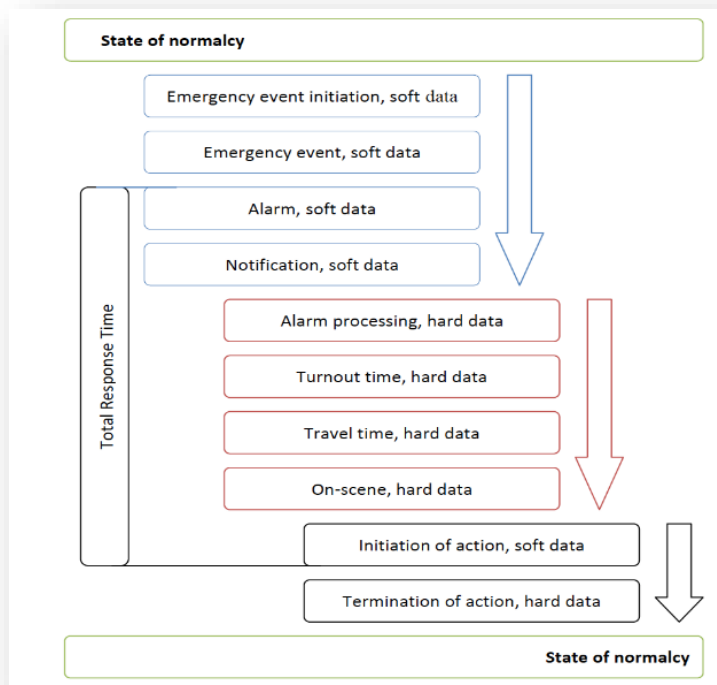 State of normalcy
Emergency event initiation, soft data
Emergency event, soft data
Alarm, soft data
Notification, soft data
Total Response Time
Alarm processing, hard data
Turnout time, hard data
Travel time, hard data
On-scene, hard data
Initiation of action, soft data
Termination of action, hard data
State of normalcy